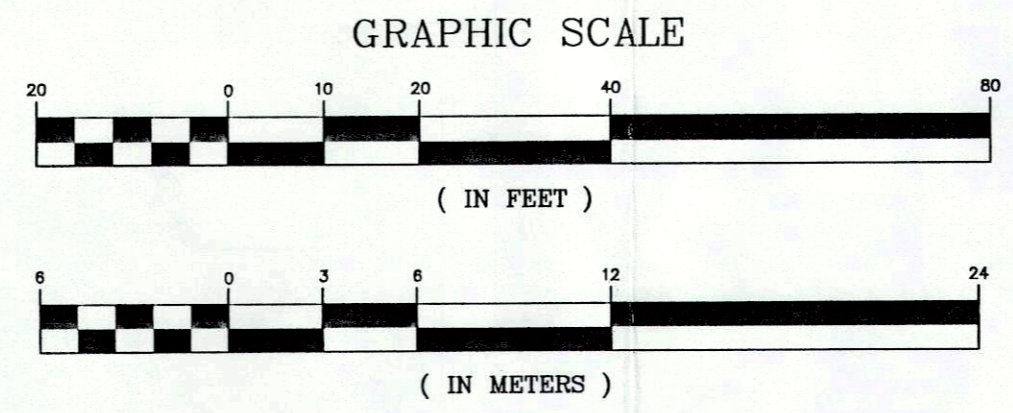 GRAPHIC SCALE
20 0 10 20 40 80
( IN FEET )
6 0 3 6 12 24
( IN METERS )